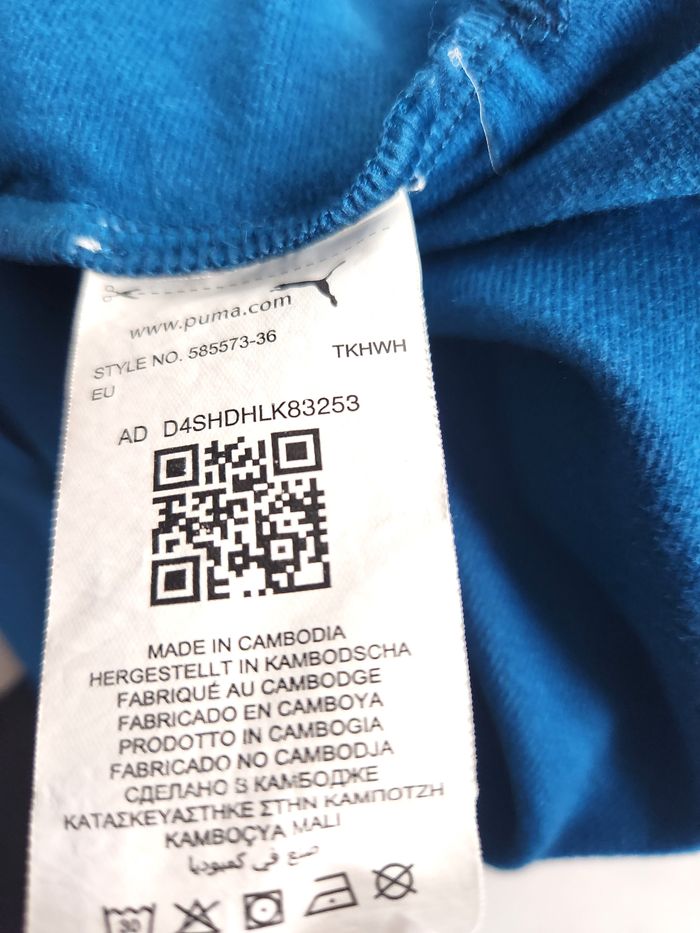 www.puma.com
STYLE NO. 585573-36 TKHWH
EU
AD D4SHDHLK83253
MADE IN CAMBODIA
HERGESTELLT IN KAMBODSCHA
FABRIQUÉ AU CAMBODGE
FABRICADO EN CAMBOYA
PRODOTTO IN CAMBOGIA
FABRICADO NO CAMBODJA
СДЕЛАНО В КАМБОДЖЕ
ΚΑΤΑΣΚΕΥΑΣΤΗΚΕ ΣΤΗΝ ΚΑΜΠΟΤΖΗ
KAMBOÇYA MALI
صنع في كمبوديا
30